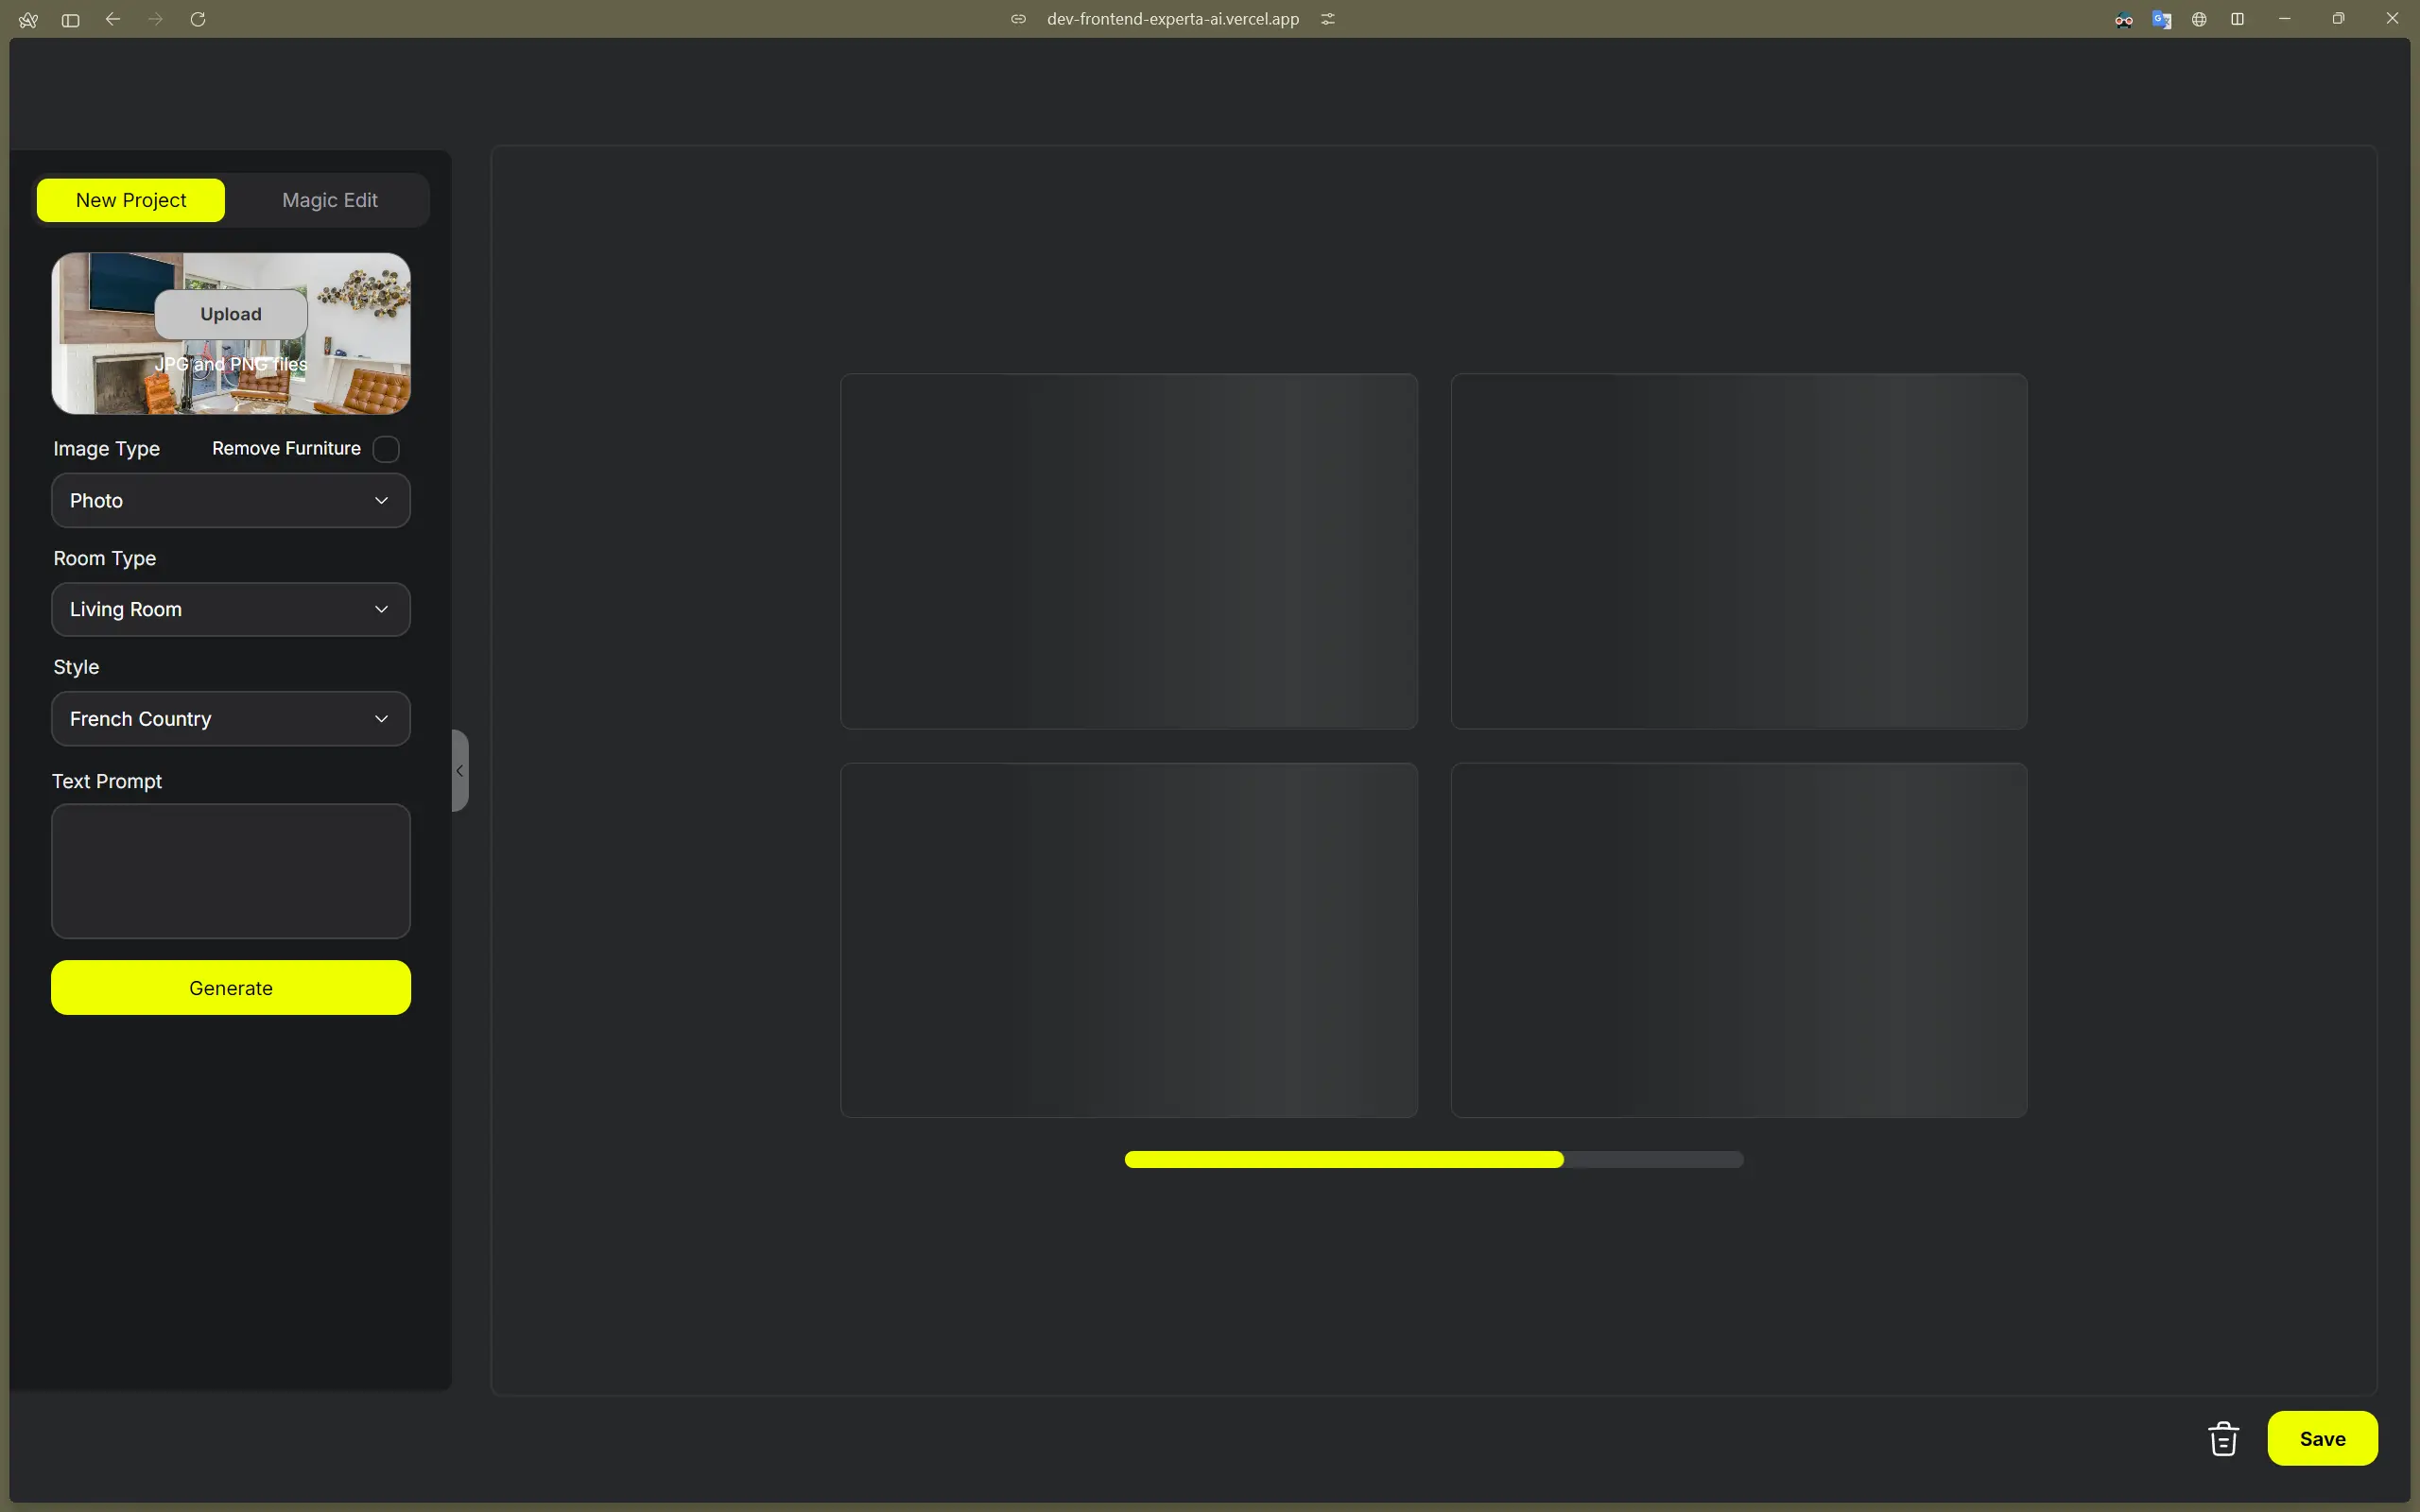 dev-frontend-experta-ai.vercel.app
New Project
Magic Edit
Upload
JPG and PNG files
Image Type
Remove Furniture
Photo
Room Type
Living Room
Style
French Country
Text Prompt
Generate
Save